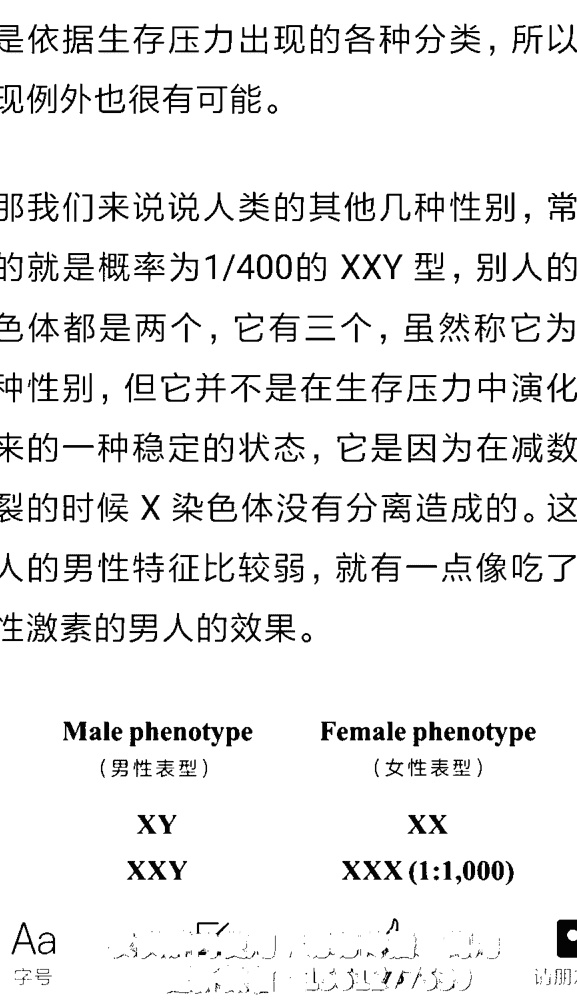 是依据生存压力出现的各种分类，所以
现例外也很有可能。
那我们来说说人类的其他几种性别，常
的就是概率为1/400的 XXY 型，别人的
色体都是两个，它有三个，虽然称它为
种性别，但它并不是在生存压力中演化
来的一种稳定的状态，它是因为在减数
裂的时候 X 染色体没有分离造成的。这
人的男性特征比较弱，就有一点像吃了
性激素的男人的效果。
Male phenotype Female phenotype
（男性表型） （女性表型）
XY XX
XXY XXX (1:1,000)
Aa
字号